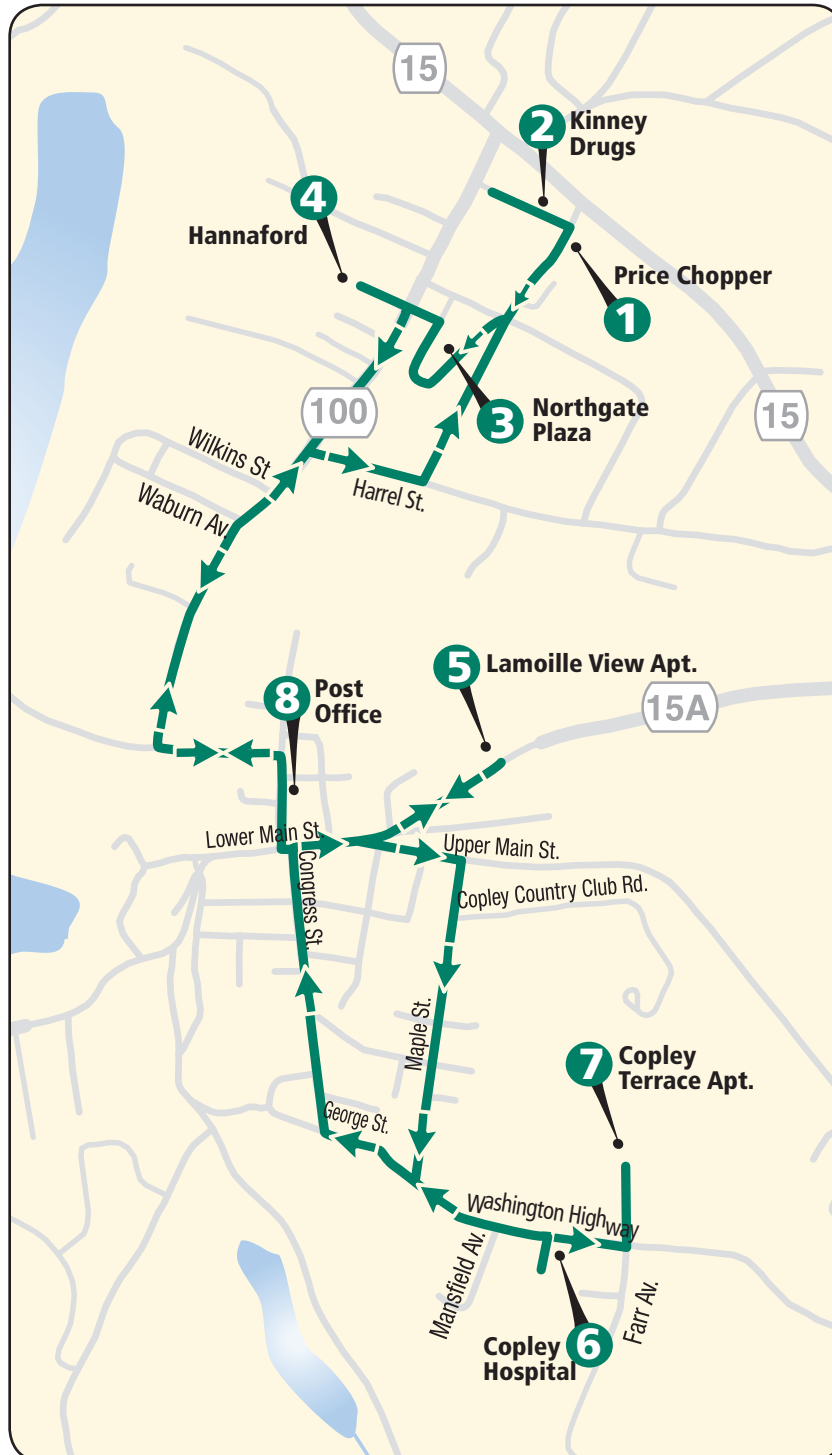 15
2
Kinney
Drugs
4
Hannaford
Price Chopper
1
100
3
Northgate
Plaza
15
Wilkins St
Harrel St.
Waburn Av.
5
Lamoille View Apt.
8
Post
Office
15A
Lower Main St.
Upper Main St.
Congress St.
Copley Country Club Rd.
Maple St.
7
Copley
Terrace Apt.
George St.
Washington Highway
Mansfield Av.
Farr Av.
Copley
Hospital
6